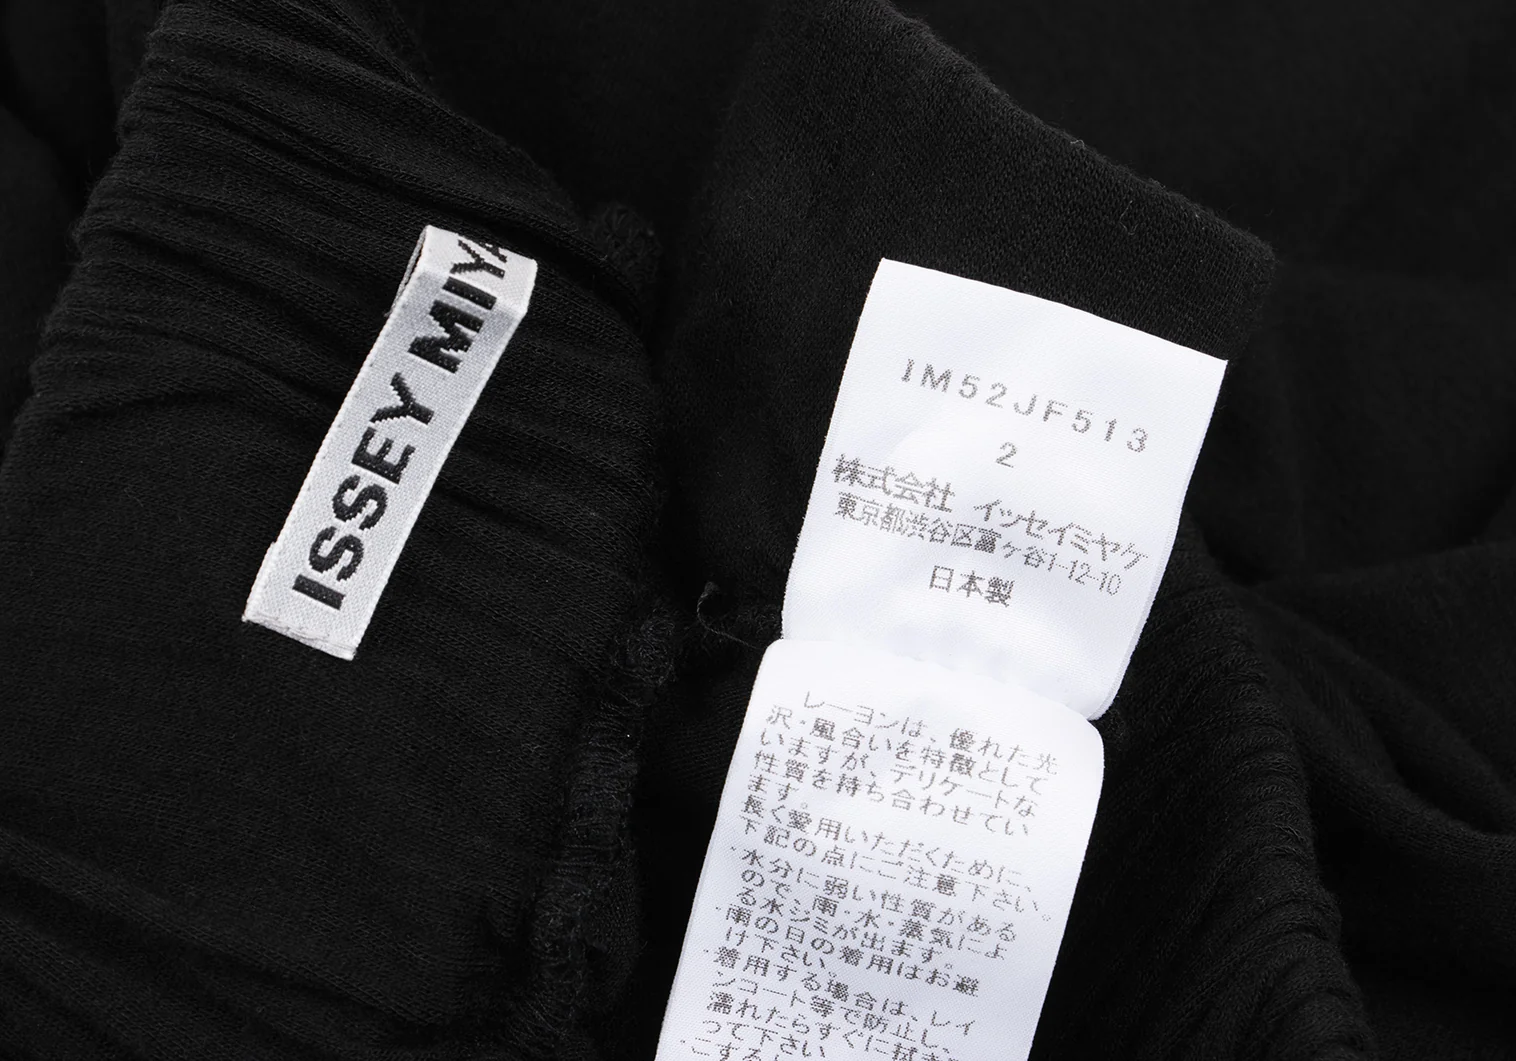 ISSEY MIYA
IM52JF513
2
株式会社 イッセイミヤケ
東京都渋谷区富ヶ谷1-12-10
日本製
レーヨンは、優れた光
沢・風合いを特徴として
いますが、デリケートな
性質を持ち合わせてい
ます。
長く愛用いただくために、
下記の点にご注意下さい。
・水分に弱い性質がある
ので、雨・水・蒸気によ
る水ジミが出ます。
・雨の日の着用はお避
け下さい。
・着用する場合は、レイ
ンコート等で防止し、
濡れたらすぐに拭き
って下さい
・こする